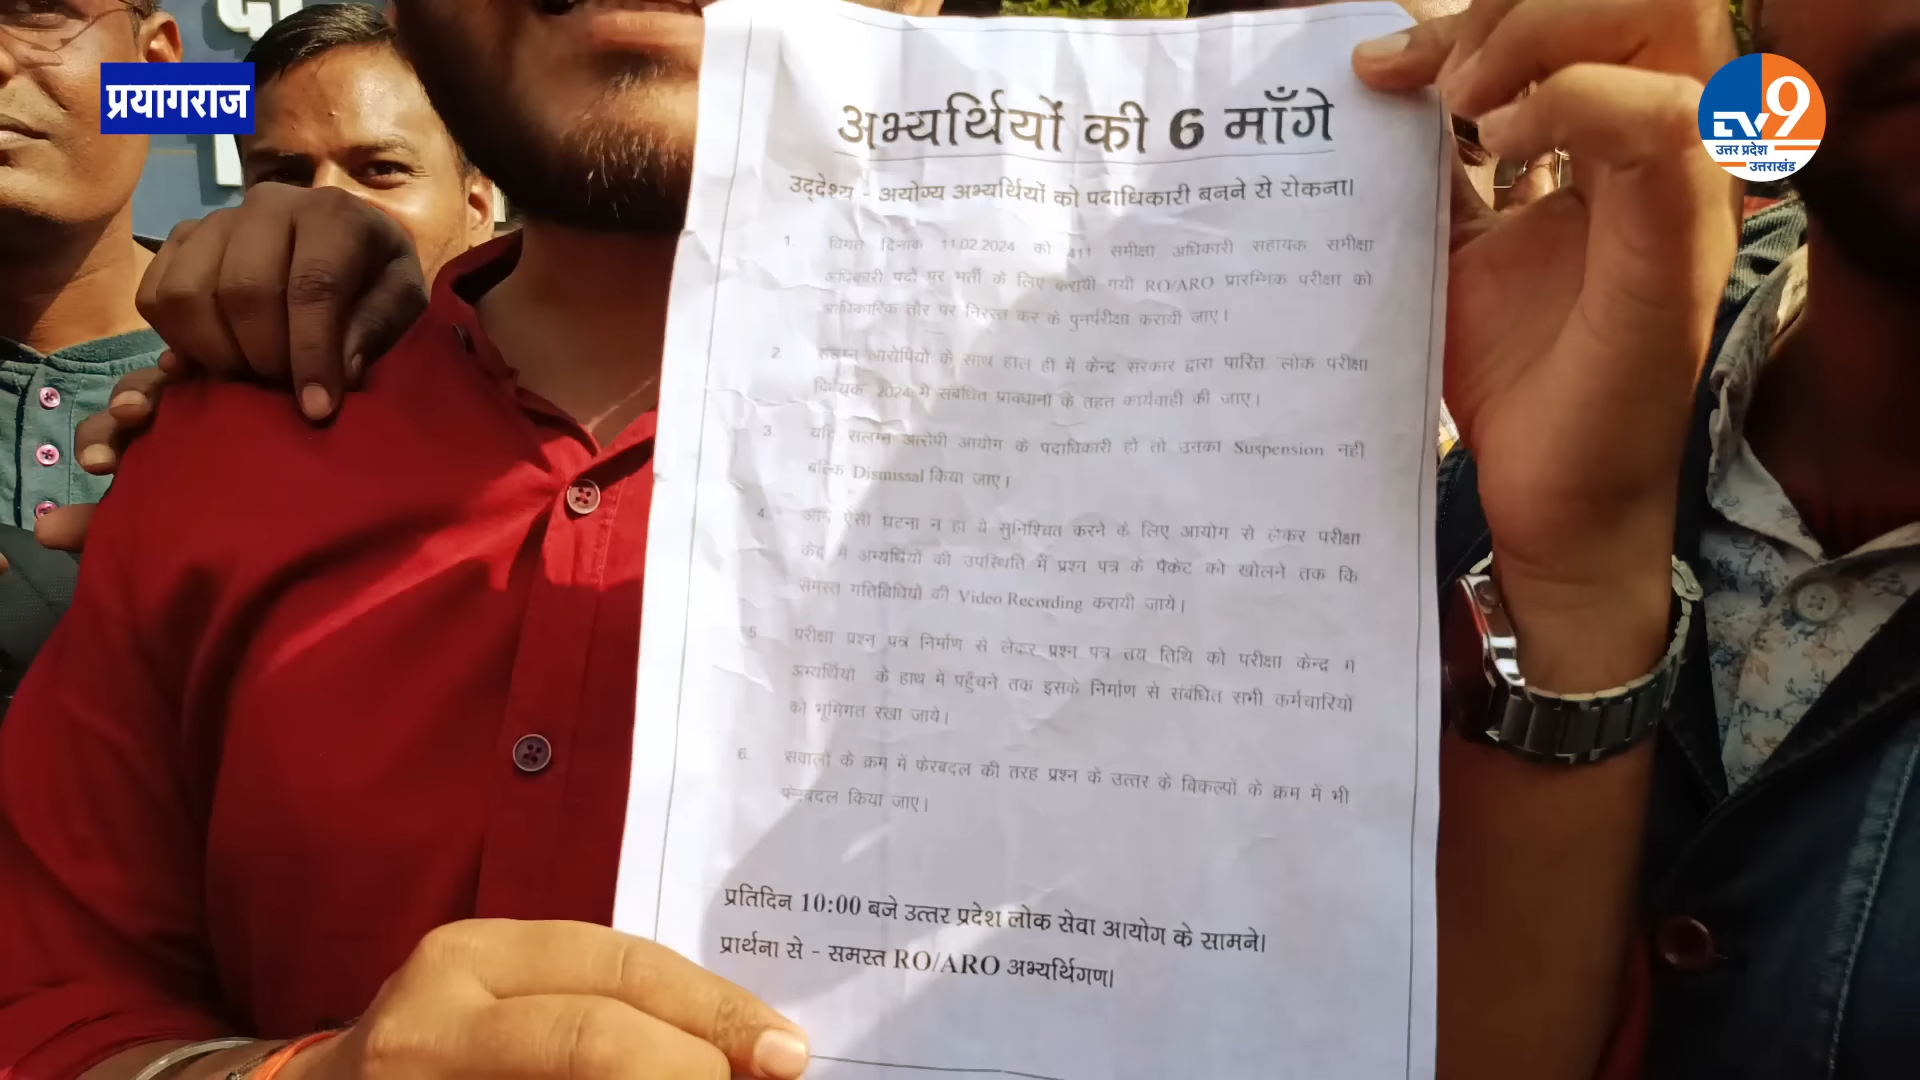 प्रयागराज
TV9
उत्तर प्रदेश
उत्तराखंड
अभ्यर्थियों की 6 माँगे
उद्देश्य - अयोग्य अभ्यर्थियों को पदाधिकारी बनने से रोकना।
1. विगत दिनांक 11.02.2024 को 411 समीक्षा अधिकारी सहायक समीक्षा
अधिकारी पदों पर भर्ती के लिए करायी गयी RO/ARO प्रारम्भिक परीक्षा को
आधिकारिक तौर पर निरस्त कर के पुनर्परीक्षा करायी जाए।
2. संलग्न आरोपियों के साथ हाल ही में केन्द्र सरकार द्वारा पारित लोक परीक्षा
विधेयक 2024 में संबंधित प्रावधानों के तहत कार्यवाही की जाए।
3. यदि सलग्न आरोपी आयोग के पदाधिकारी हो तो उनका Suspension नही
बल्कि Dismissal किया जाए।
4. आगे ऐसी घटना न हो ये सुनिश्चित करने के लिए आयोग से लेकर परीक्षा
केंद्र में अभ्यर्थियों की उपस्थिति में प्रश्न पत्र के पैकेट को खोलने तक कि
समस्त गतिविधियों की Video Recording करायी जाये।
5. परीक्षा प्रश्न पत्र निर्माण से लेकर प्रश्न पत्र तय तिथि को परीक्षा केन्द्र में
अभ्यर्थियों के हाथ में पहुँचने तक इसके निर्माण से संबंधित सभी कर्मचारियों
को भूमिगत रखा जाये।
6. सवालों के क्रम में फेरबदल की तरह प्रश्न के उत्तर के विकल्पों के क्रम में भी
फेरबदल किया जाए।
प्रतिदिन 10:00 बजे उत्तर प्रदेश लोक सेवा आयोग के सामने।
प्रार्थना से - समस्त RO/ARO अभ्यर्थिगण।